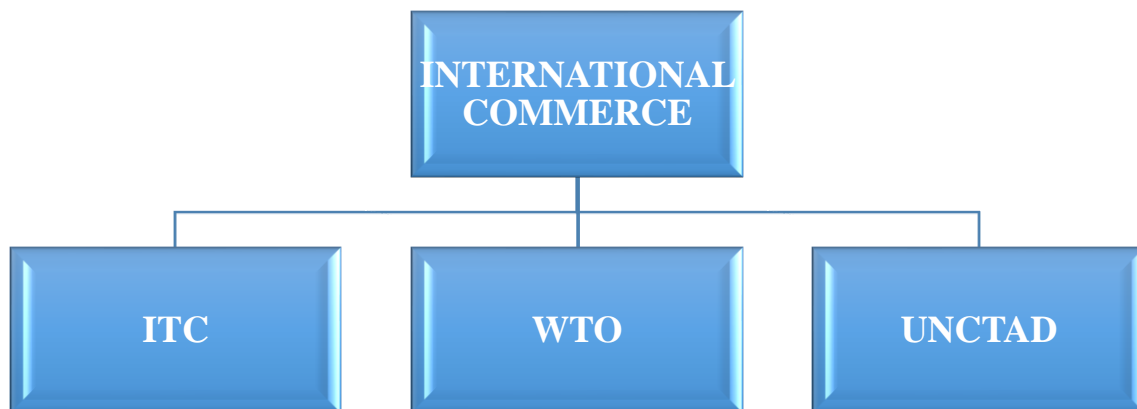 INTERNATIONAL
COMMERCE
ITC
WTO
UNCTAD